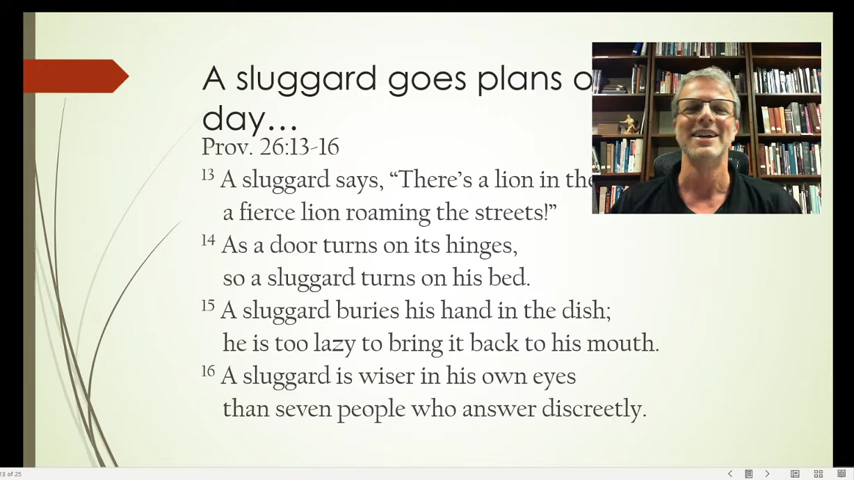 A sluggard goes plans o
day…
Prov. 26:13-16
13 A sluggard says, “There’s a lion in the
a fierce lion roaming the streets!”
14 As a door turns on its hinges,
so a sluggard turns on his bed.
15 A sluggard buries his hand in the dish;
he is too lazy to bring it back to his mouth.
16 A sluggard is wiser in his own eyes
than seven people who answer discreetly.
13 of 25